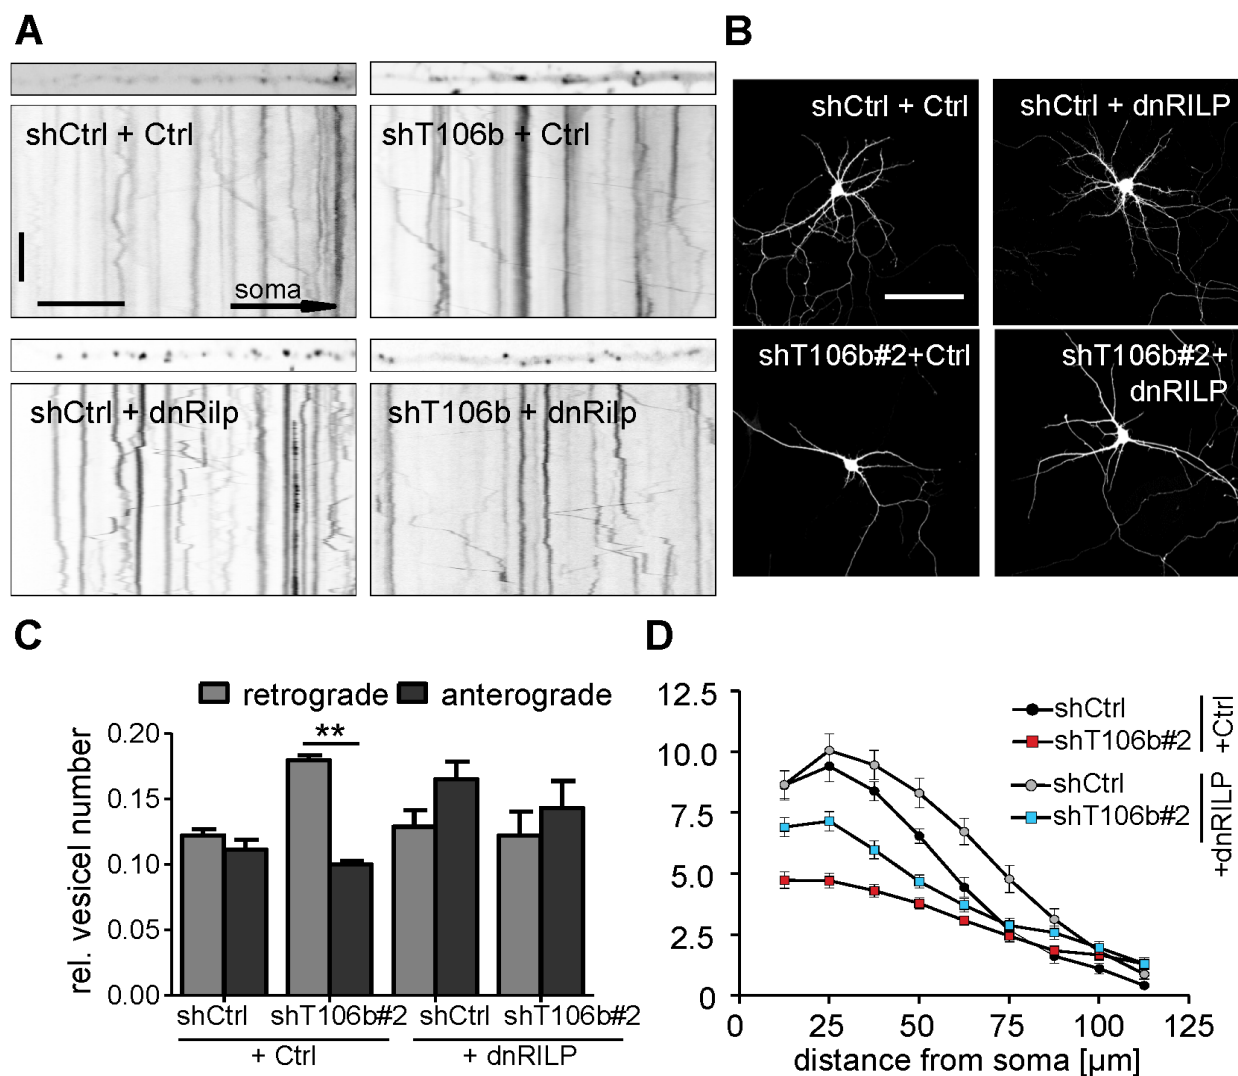 A
shCtrl + Ctrl
soma
shT106b + Ctrl
shCtrl + dnRilp
shT106b + dnRilp
B
shCtrl + Ctrl
shCtrl + dnRILP
shT106b#2+Ctrl
shT106b#2+
dnRILP
C
retrograde
anterograde
**
rel. vesicel number
0.20
0.15
0.10
0.05
0.00
shCtrl
shT106b#2
shCtrl
shT106b#2
+ Ctrl
+ dnRILP
D
12.5
10.0
7.5
5.0
2.5
0
0
25
50
75
100
125
distance from soma [µm]
shCtrl
shT106b#2
+Ctrl
shCtrl
shT106b#2
+dnRILP